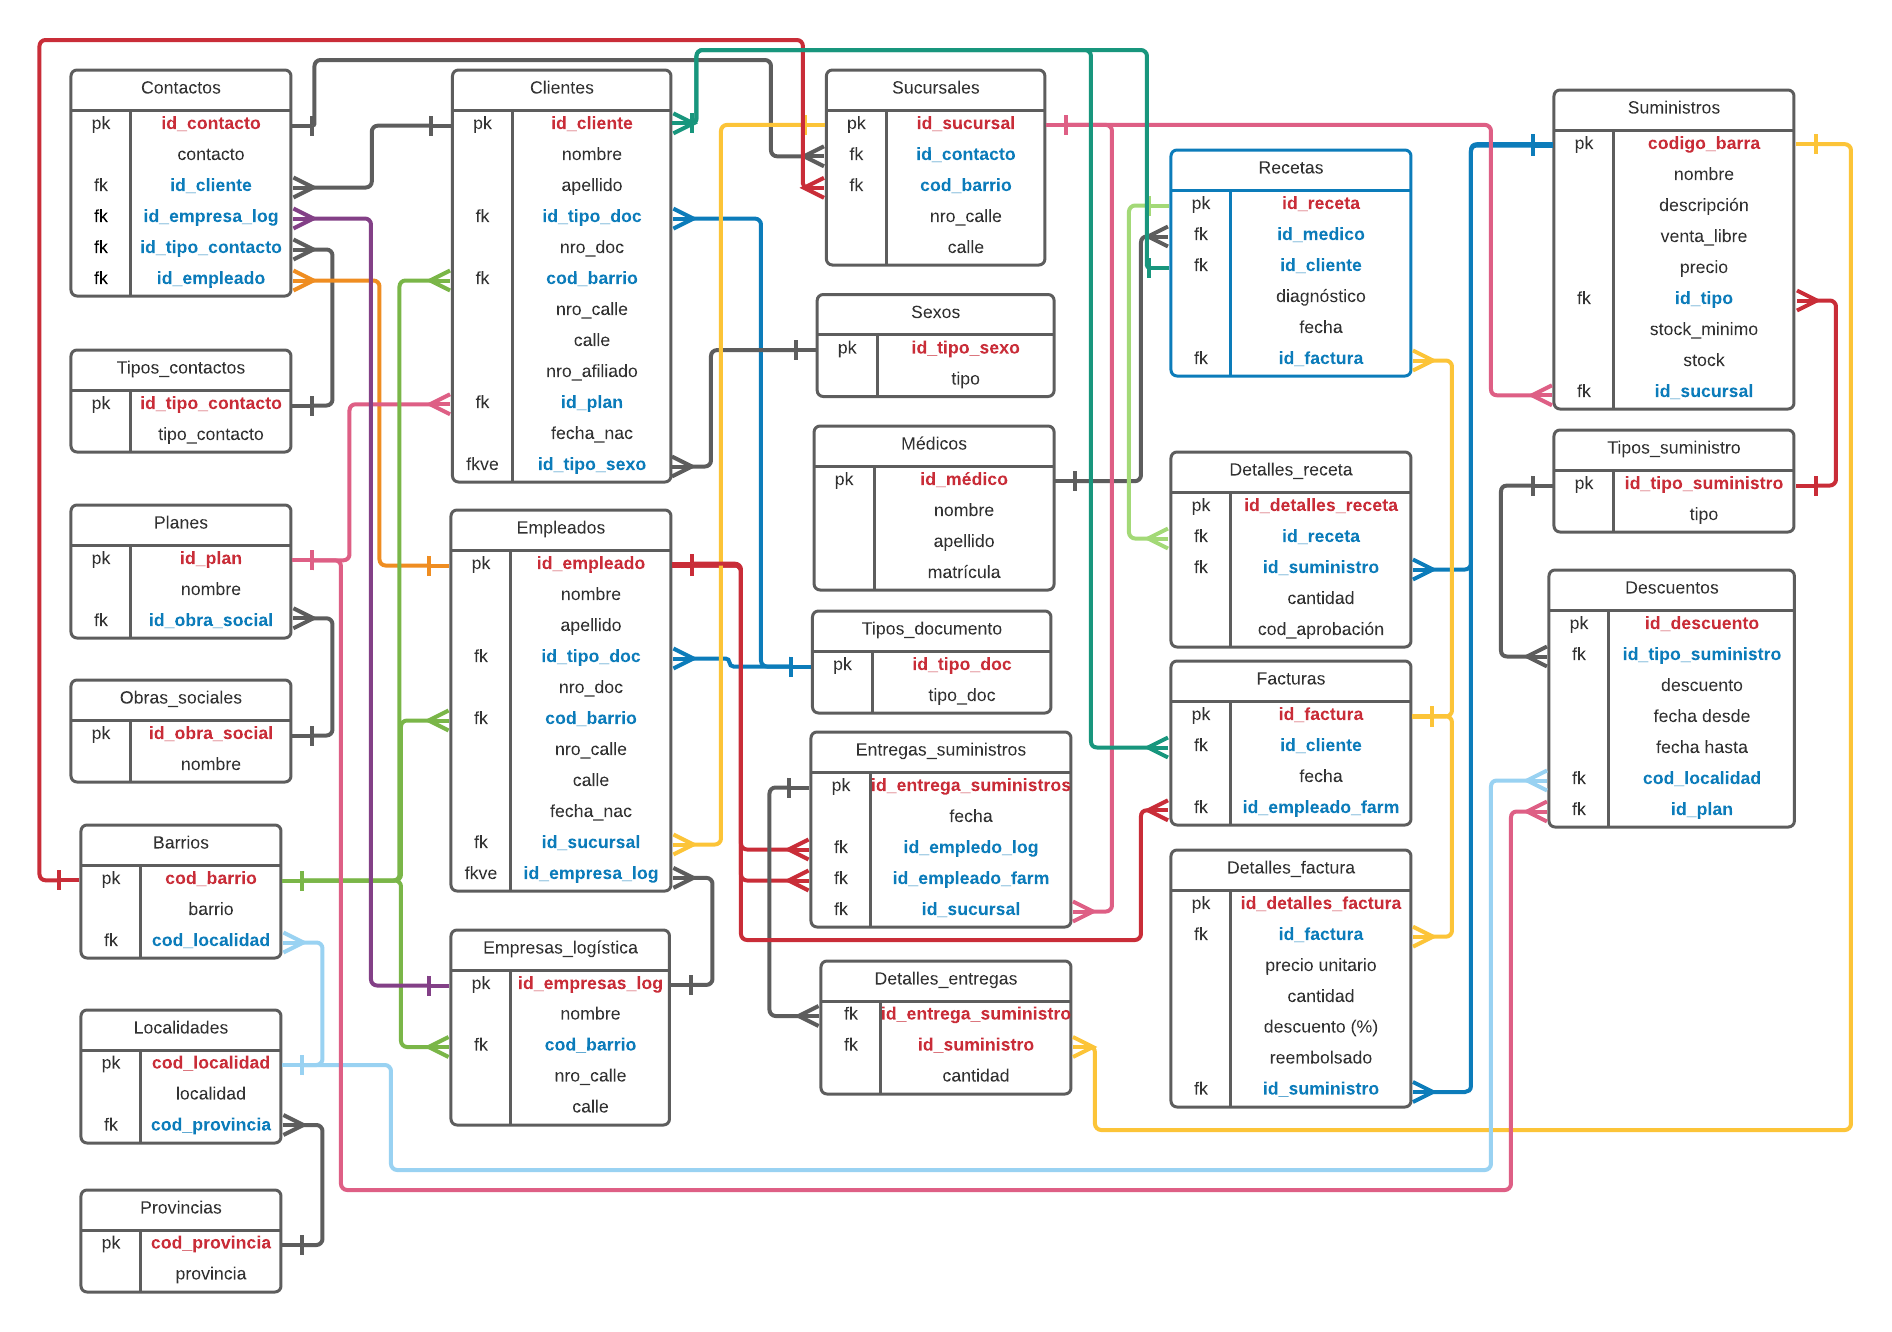 Contactos
pk id_contacto
contacto
fk id_cliente
fk id_empresa_log
fk id_tipo_contacto
fk id_empleado
Tipos_contactos
pk id_tipo_contacto
tipo_contacto
Planes
pk id_plan
nombre
fk id_obra_social
Obras_sociales
pk id_obra_social
nombre
Barrios
pk cod_barrio
barrio
fk cod_localidad
Localidades
pk cod_localidad
localidad
fk cod_provincia
Provincias
pk cod_provincia
provincia
Clientes
pk id_cliente
nombre
apellido
fk id_tipo_doc
nro_doc
fk cod_barrio
nro_calle
calle
nro_afiliado
fk id_plan
fecha_nac
fkve id_tipo_sexo
Empleados
pk id_empleado
nombre
apellido
fk id_tipo_doc
nro_doc
fk cod_barrio
nro_calle
calle
fecha_nac
fk id_sucursal
fkve id_empresa_log
Empresas_logística
pk id_empresas_log
nombre
fk cod_barrio
nro_calle
calle
Sucursales
pk id_sucursal
fk id_contacto
fk cod_barrio
nro_calle
calle
Sexos
pk id_tipo_sexo
tipo
Médicos
pk id_médico
nombre
apellido
matrícula
Tipos_documento
pk id_tipo_doc
tipo_doc
Entregas_suministros
pk id_entrega_suministros
fecha
fk id_empledo_log
fk id_empleado_farm
fk id_sucursal
Detalles_entregas
fk id_entrega_suministro
fk id_suministro
cantidad
Recetas
pk id_receta
fk id_medico
fk id_cliente
diagnóstico
fecha
fk id_factura
Detalles_receta
pk id_detalles_receta
fk id_receta
fk id_suministro
cantidad
cod_aprobación
Facturas
pk id_factura
fk id_cliente
fecha
fk id_empleado_farm
Detalles_factura
pk id_detalles_factura
fk id_factura
precio unitario
cantidad
descuento (%)
reembolsado
fk id_suministro
Suministros
pk codigo_barra
nombre
descripción
venta_libre
precio
fk id_tipo
stock_minimo
stock
fk id_sucursal
Tipos_suministro
pk id_tipo_suministro
tipo
Descuentos
pk id_descuento
fk id_tipo_suministro
descuento
fecha desde
fecha hasta
fk cod_localidad
fk id_plan